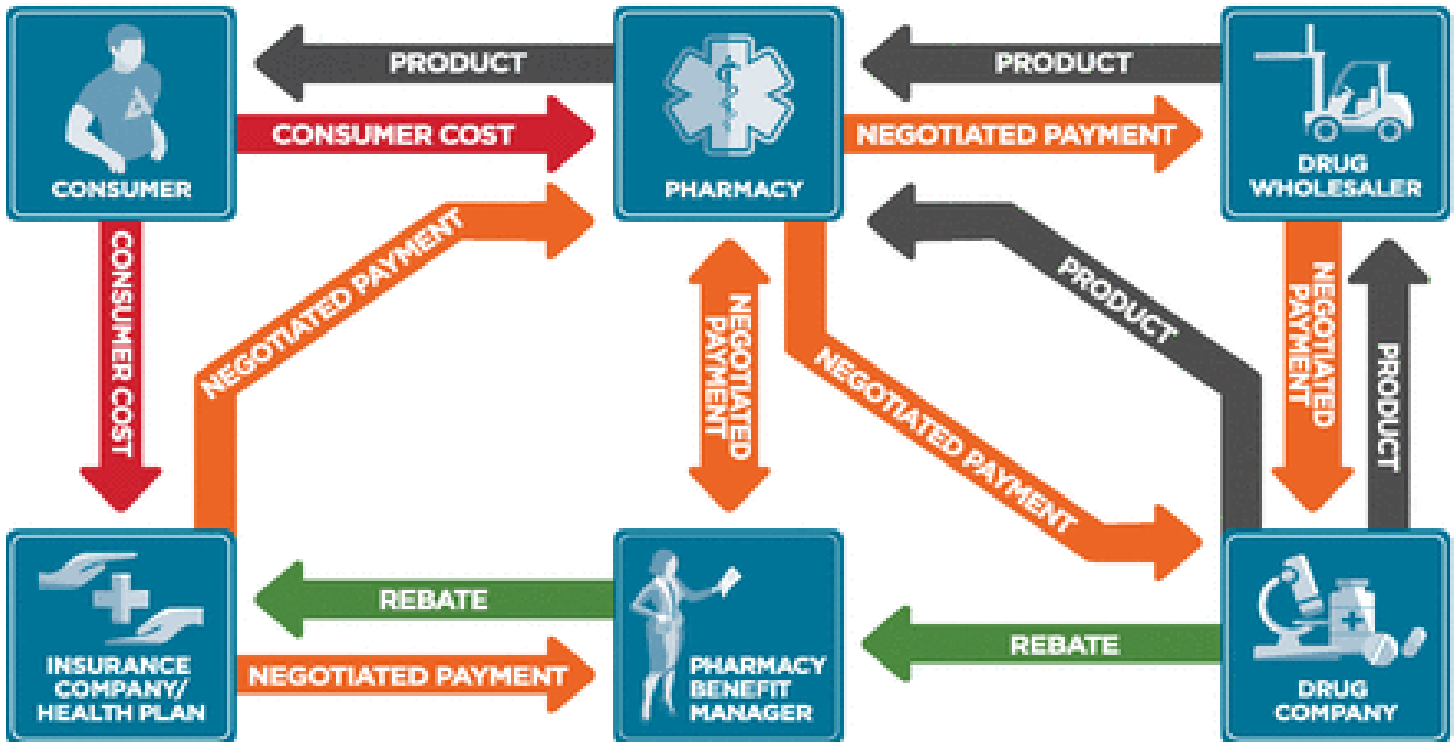 PRODUCT
PRODUCT
CONSUMER COST
NEGOTIATED PAYMENT
CONSUMER
PHARMACY
DRUG
WHOLESALER
CONSUMER COST
NEGOTIATED PAYMENT
NEGOTIATED
PAYMENT
NEGOTIATED PAYMENT
PRODUCT
NEGOTIATED
PAYMENT
PRODUCT
REBATE
NEGOTIATED PAYMENT
REBATE
INSURANCE
COMPANY/
HEALTH PLAN
PHARMACY
BENEFIT
MANAGER
DRUG
COMPANY